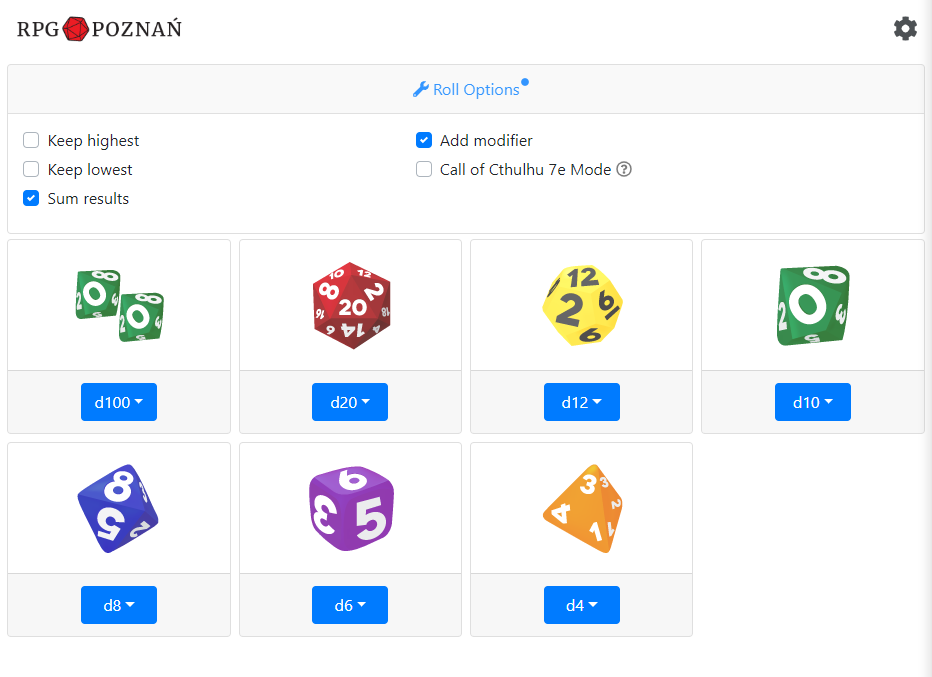 RPG POZNAŃ
Roll Options
Keep highest
Add modifier
Keep lowest
Call of Cthulhu 7e Mode ?
Sum results
d100
d20
d12
d10
d8
d6
d4